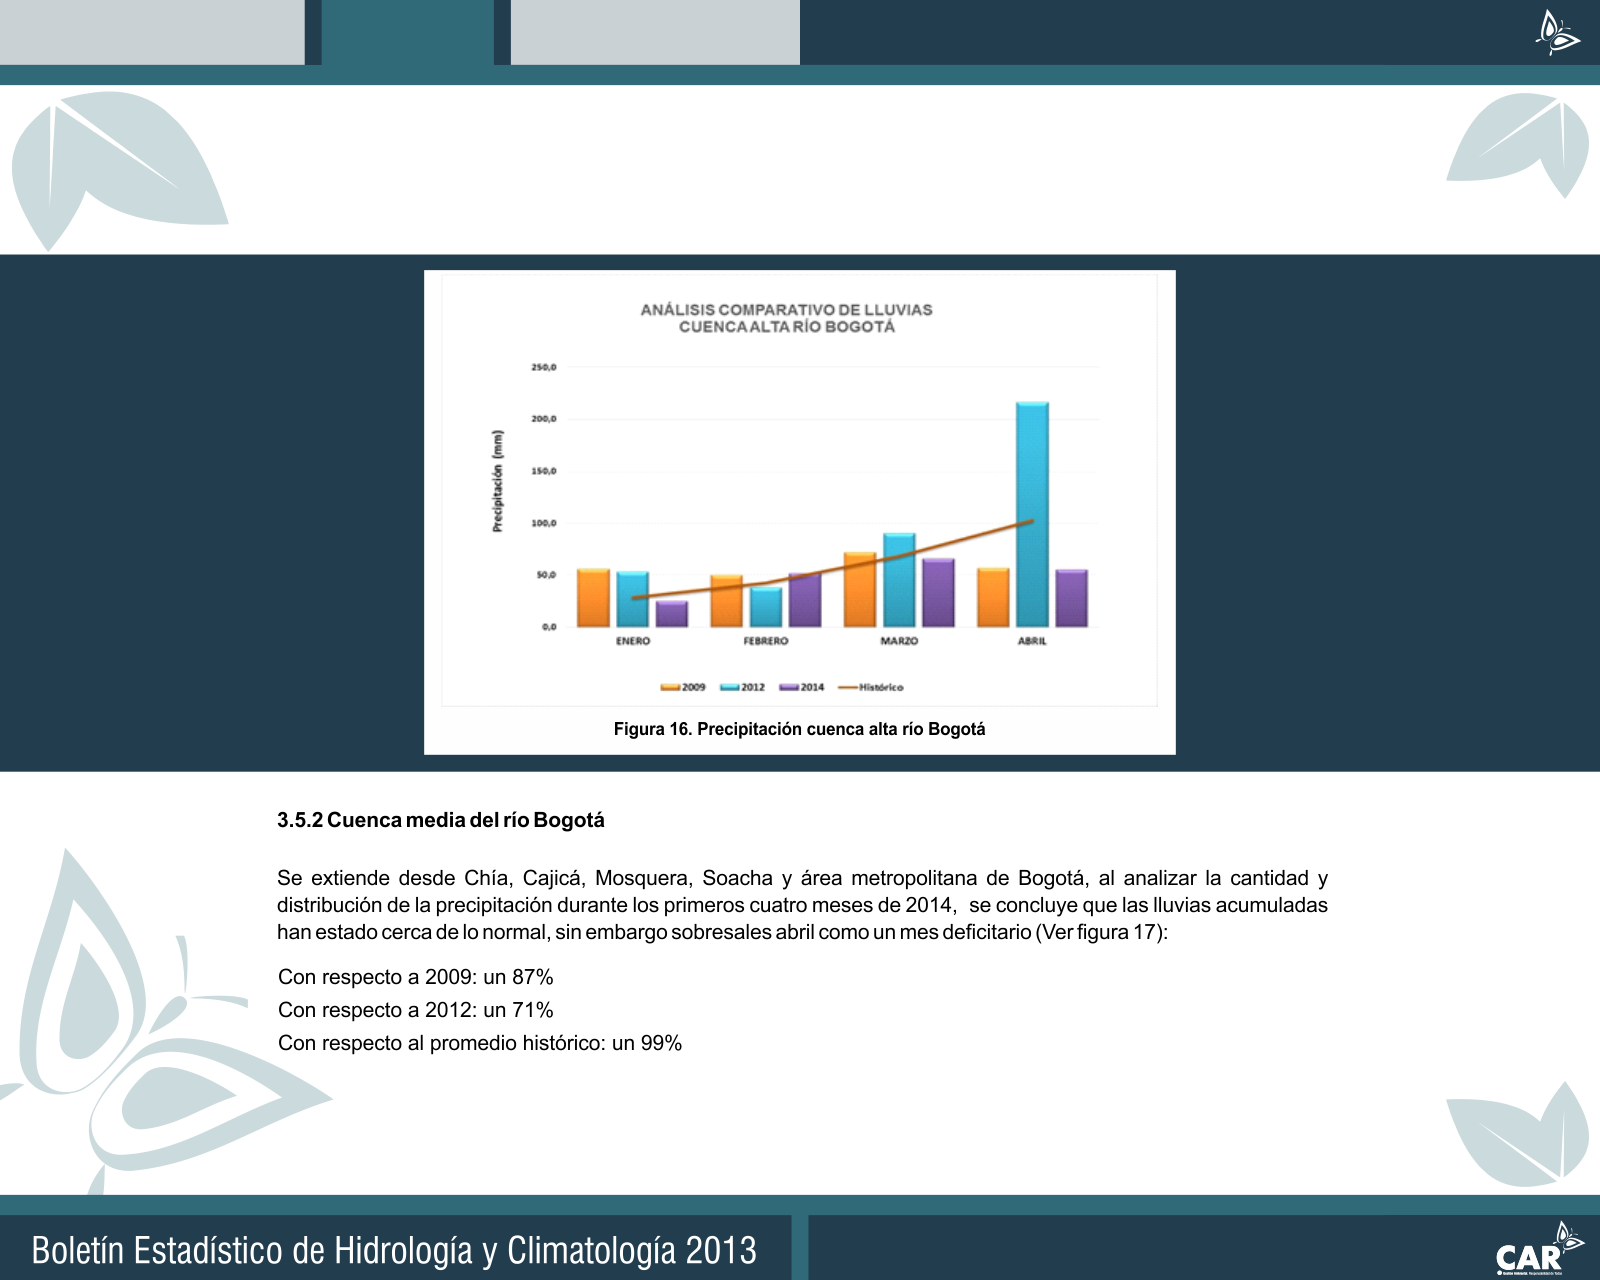 ANÁLISIS COMPARATIVO DE LLUVIAS
CUENCA ALTA RÍO BOGOTÁ
Precipitación (mm)
250,0
200,0
150,0
100,0
50,0
0,0
ENERO FEBRERO MARZO ABRIL
2009 2012 2014 Histórico
Figura 16. Precipitación cuenca alta río Bogotá
3.5.2 Cuenca media del río Bogotá
Se extiende desde Chía, Cajicá, Mosquera, Soacha y área metropolitana de Bogotá, al analizar la cantidad y
distribución de la precipitación durante los primeros cuatro meses de 2014, se concluye que las lluvias acumuladas
han estado cerca de lo normal, sin embargo sobresales abril como un mes deficitario (Ver figura 17):
Con respecto a 2009: un 87%
Con respecto a 2012: un 71%
Con respecto al promedio histórico: un 99%
Boletín Estadístico de Hidrología y Climatología 2013
CAR